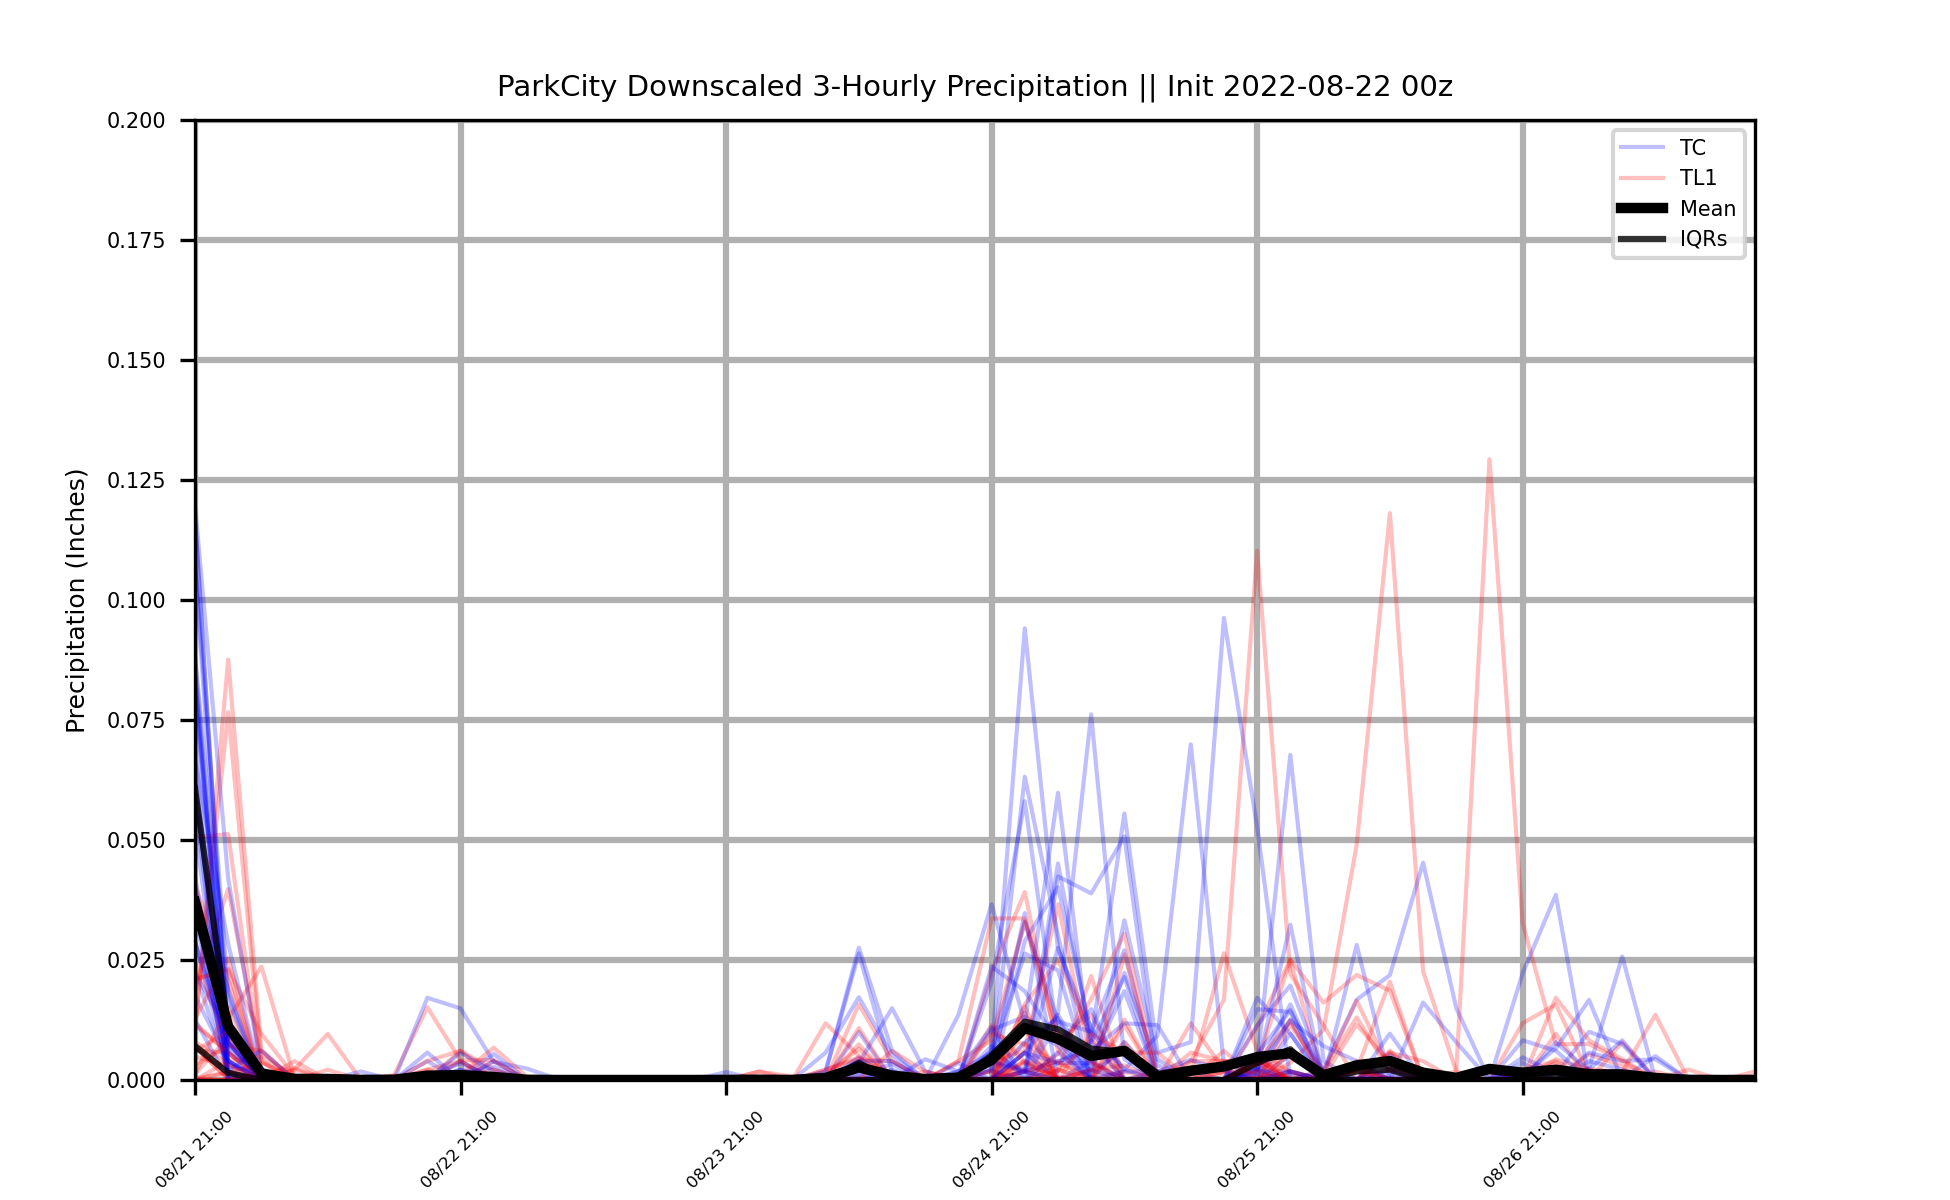 ParkCity Downscaled 3-Hourly Precipitation || Init 2022-08-22 00z
0.200
0.175
0.150
0.125
0.100
0.075
0.050
0.025
0.000
Precipitation (Inches)
TC
TL1
Mean
IQRs
08/21 21:00
08/22 21:00
08/23 21:00
08/24 21:00
08/25 21:00
08/26 21:00